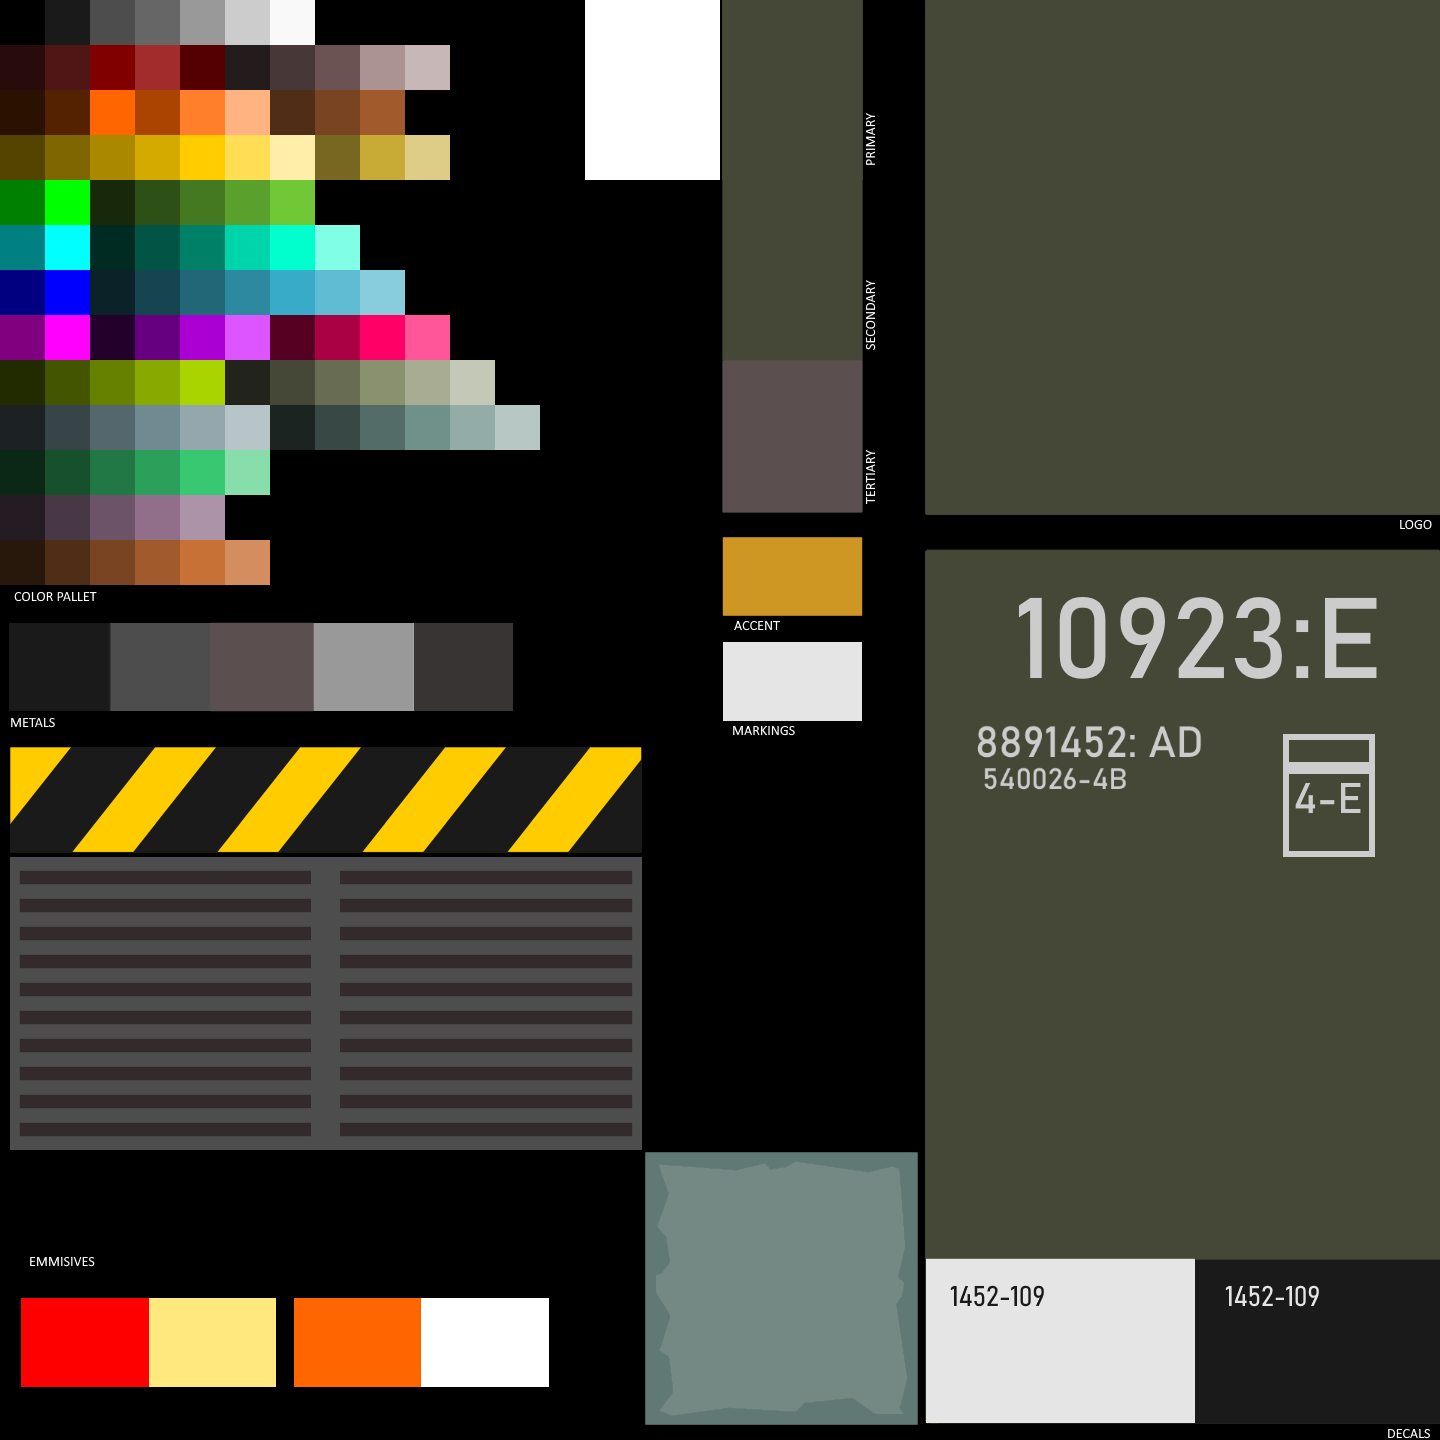 PRIMARY
SECONDARY
TERTIARY
LOGO
COLOR PALLET
ACCENT
METALS
MARKINGS
10923:E
8891452: AD
540026-4B
4-E
EMMISIVES
1452-109
1452-109
DECALS